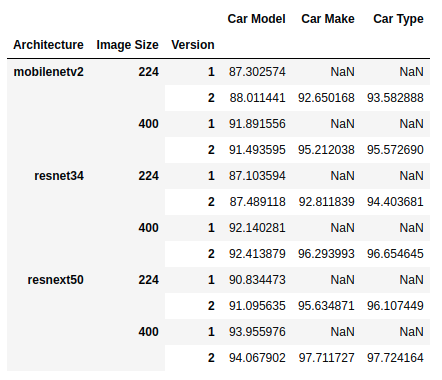 Car Model Car Make Car Type
Architecture Image Size Version
mobilenetv2 224 1 87.302574 NaN NaN
2 88.011441 92.650168 93.582888
400 1 91.891556 NaN NaN
2 91.493595 95.212038 95.572690
resnet34 224 1 87.103594 NaN NaN
2 87.489118 92.811839 94.403681
400 1 92.140281 NaN NaN
2 92.413879 96.293993 96.654645
resnext50 224 1 90.834473 NaN NaN
2 91.095635 95.634871 96.107449
400 1 93.955976 NaN NaN
2 94.067902 97.711727 97.724164